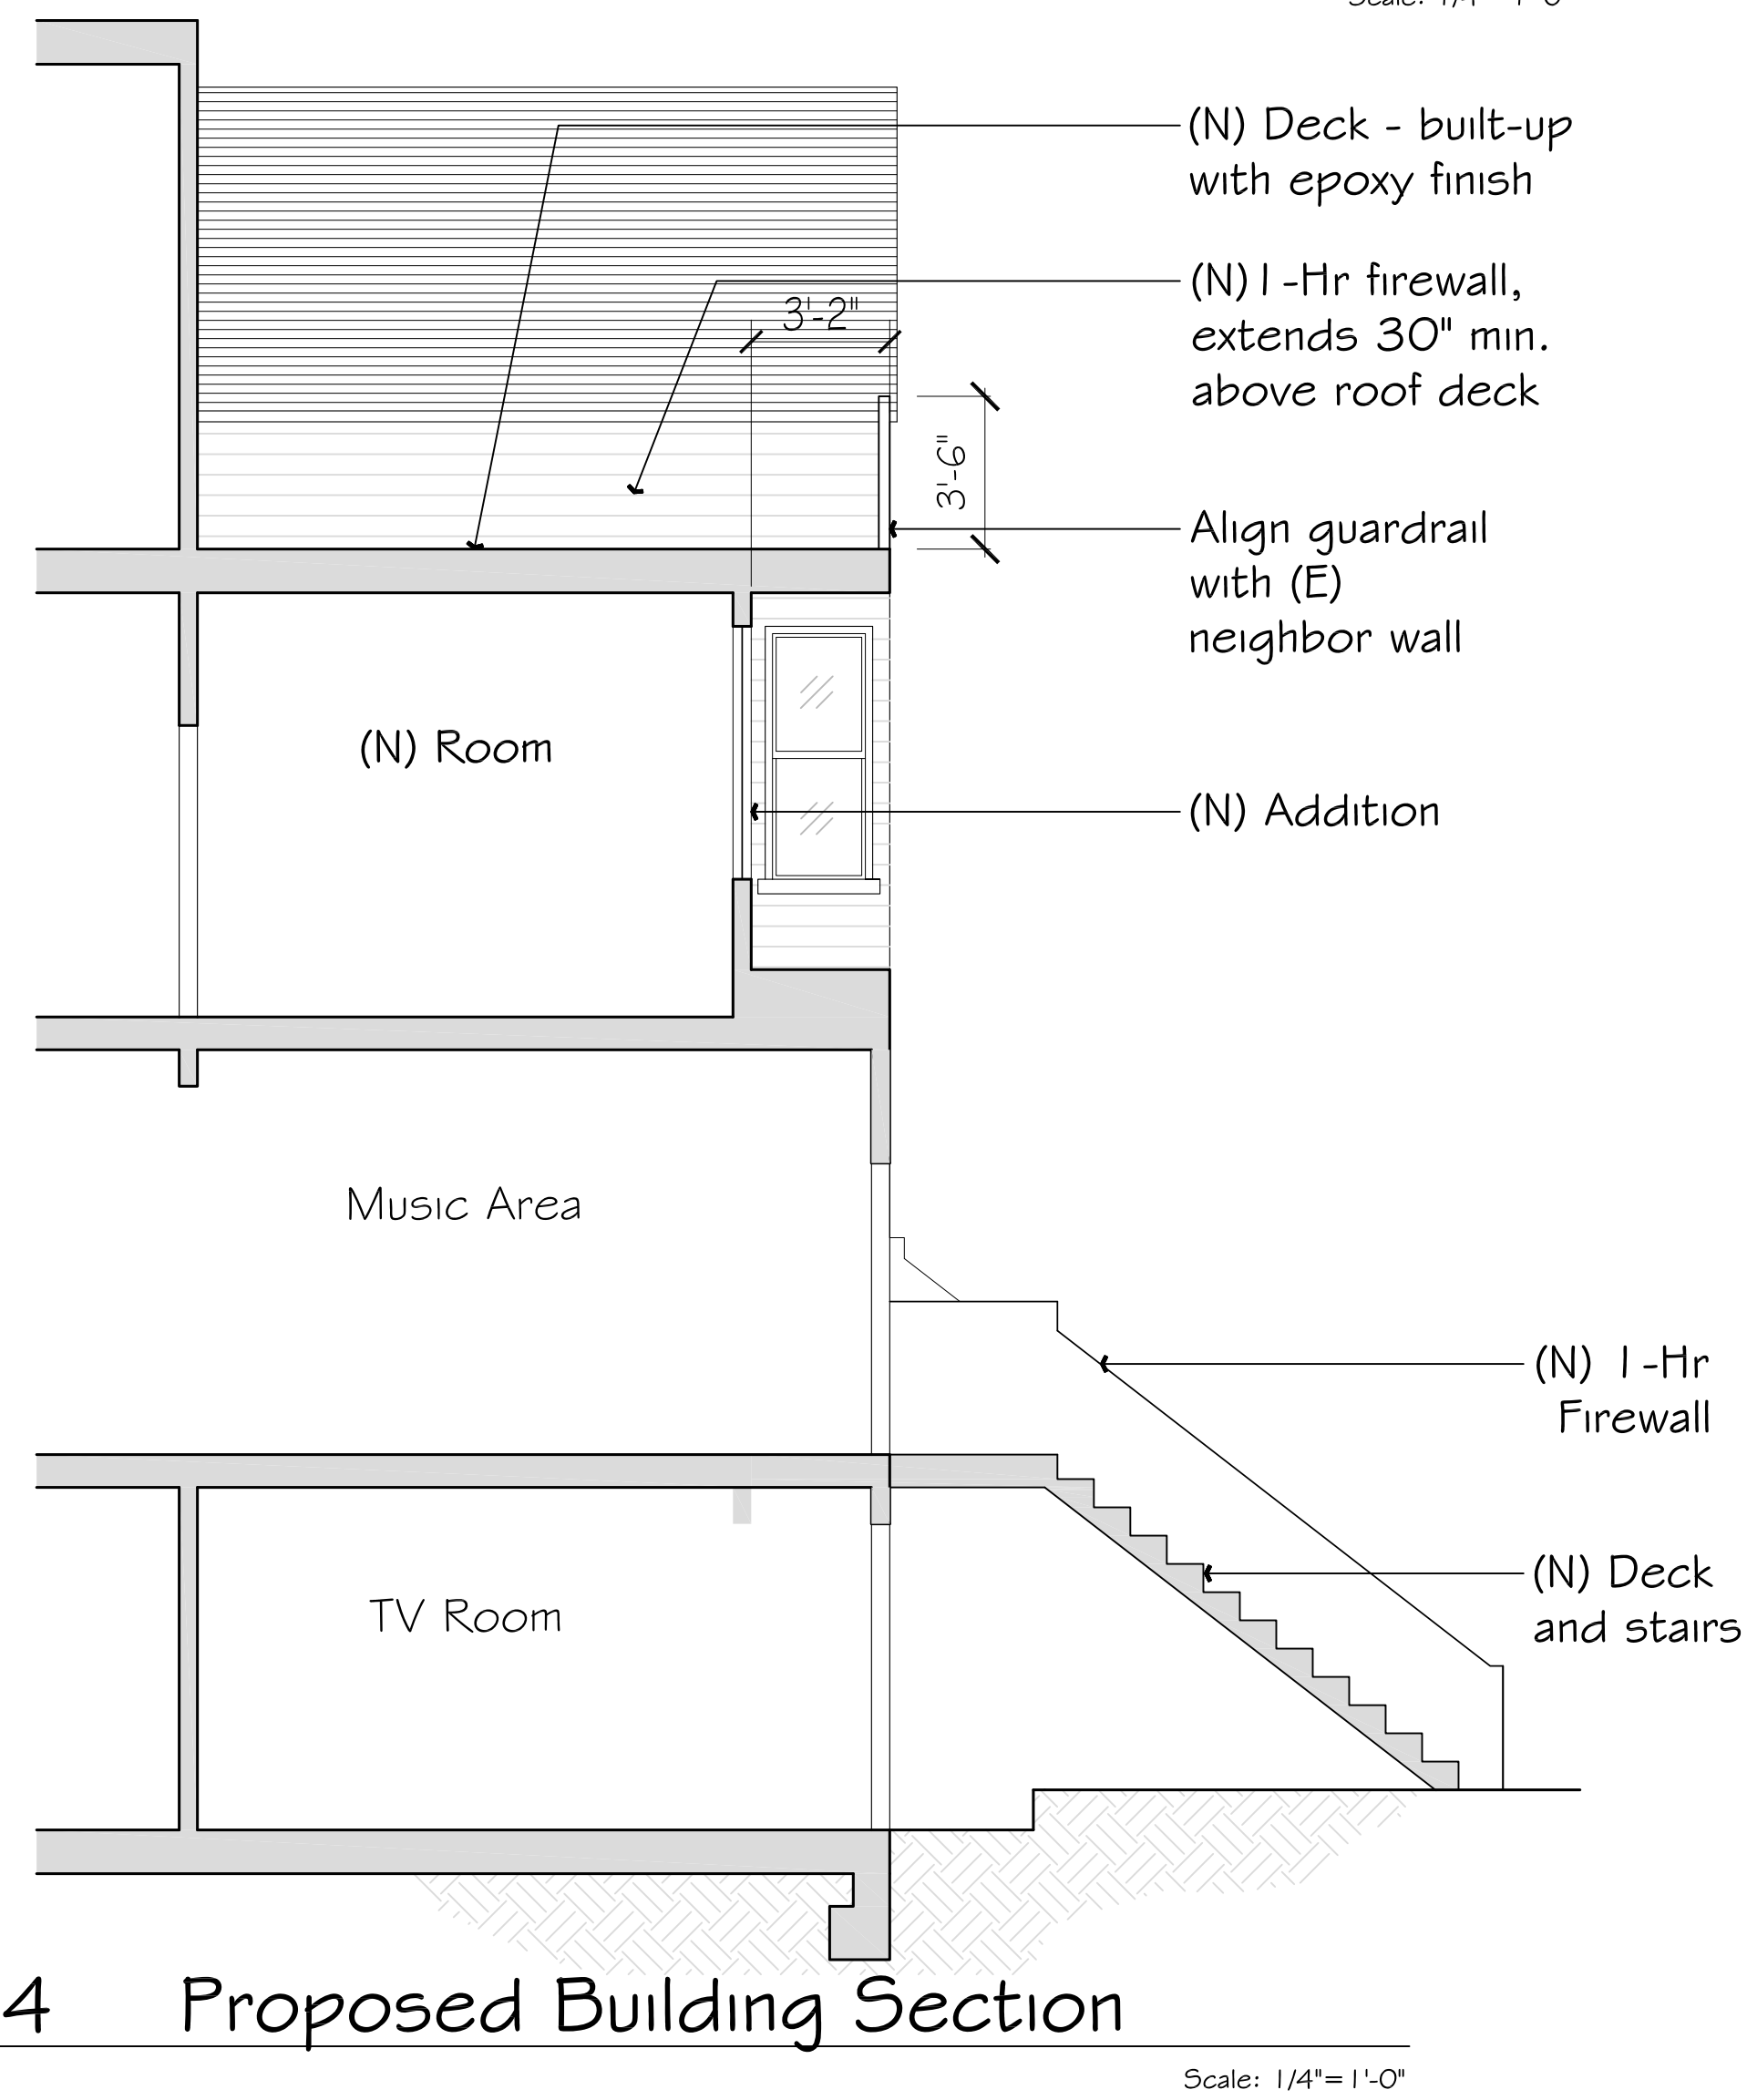 (N) Deck - built-up
with epoxy finish
(N) 1-Hr firewall,
extends 30" min.
above roof deck
3'-2"
3'-6"
Align guardrail
with (E)
neighbor wall
(N) Room
(N) Addition
Music Area
(N) 1-Hr
Firewall
(N) Deck
and stairs
TV Room
4 Proposed Building Section
Scale: 1/4"=1'-0"